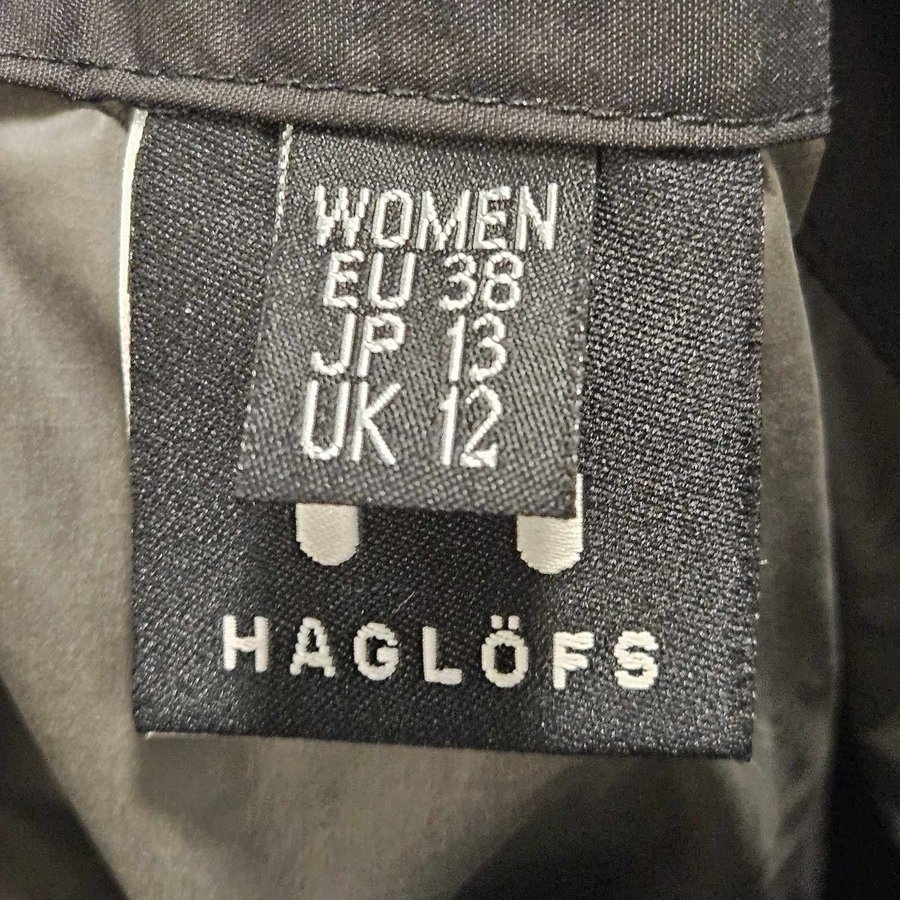 WOMEN
EU 38
JP 13
UK 12
HAGLÖFS